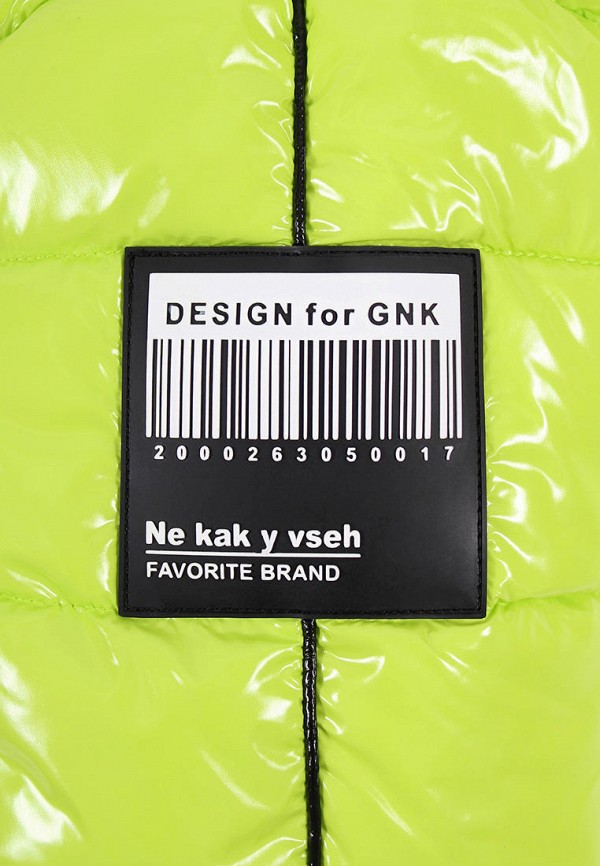 DESIGN for GNK
2000263050017
Ne kak y vseh
FAVORITE BRAND